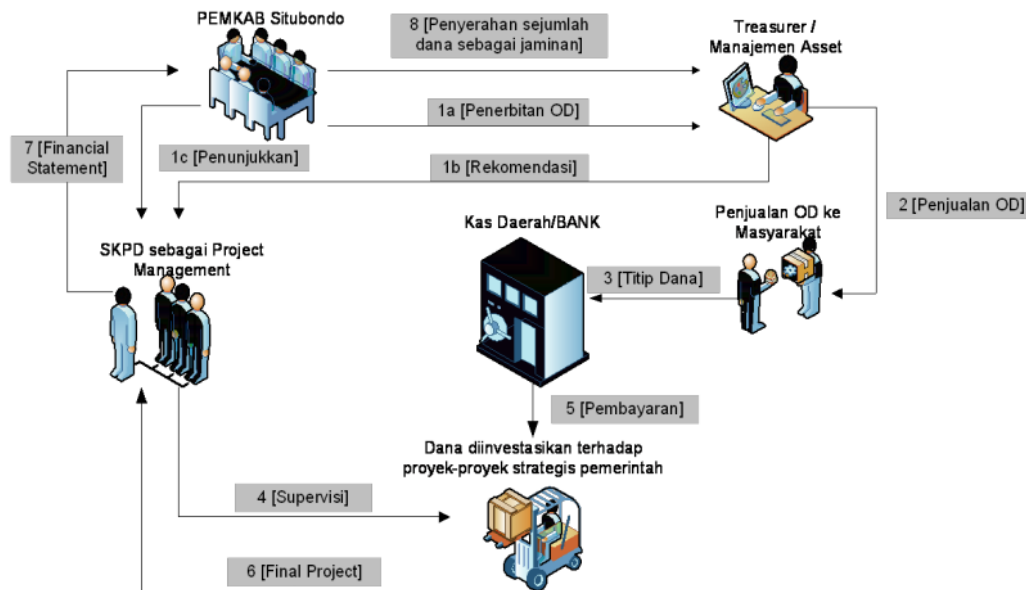 PEMKAB Situbondo
8 [Penyerahan sejumlah
dana sebagai jaminan]
Treasurer /
Manajemen Asset
1a [Penerbitan OD]
7 [Financial
Statement]
1c [Penunjukkan]
1b [Rekomendasi]
2 [Penjualan OD]
Kas Daerah/BANK
Penjualan OD ke
Masyarakat
SKPD sebagai Project
Management
3 [Titip Dana]
5 [Pembayaran]
Dana diinvestasikan terhadap
proyek-proyek strategis pemerintah
4 [Supervisi]
6 [Final Project]